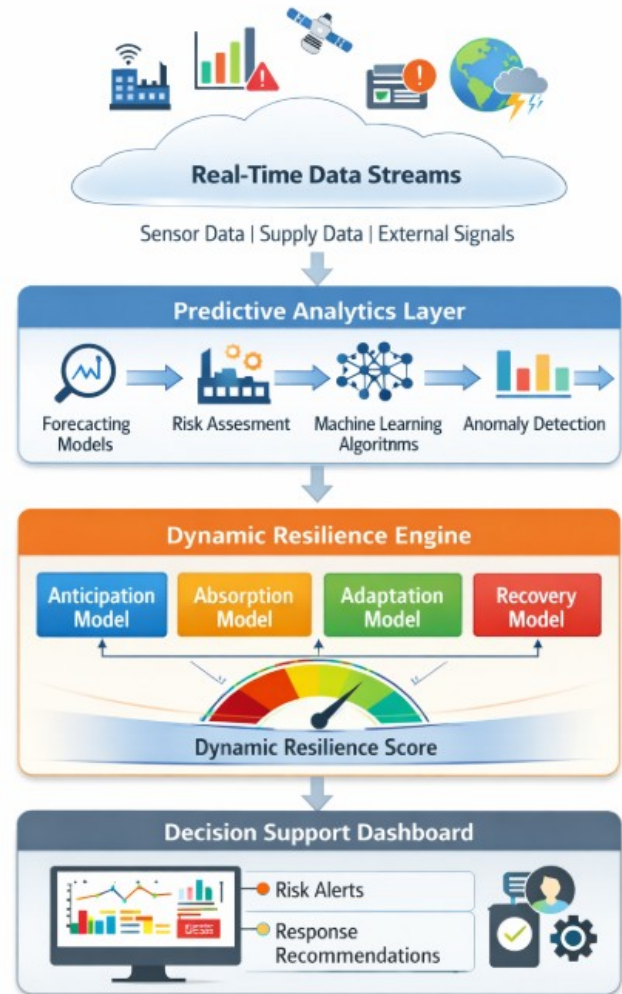 Real-Time Data Streams
Sensor Data | Supply Data | External Signals
Predictive Analytics Layer
Forecacting
Models
Risk Assesment
Machine Learning
Algoritnms
Anomaly Detection
Dynamic Resilience Engine
Anticipation
Model
Absorption
Model
Adaptation
Model
Recovery
Model
Dynamic Resilience Score
Decision Support Dashboard
Risk Alerts
Response
Recommendations